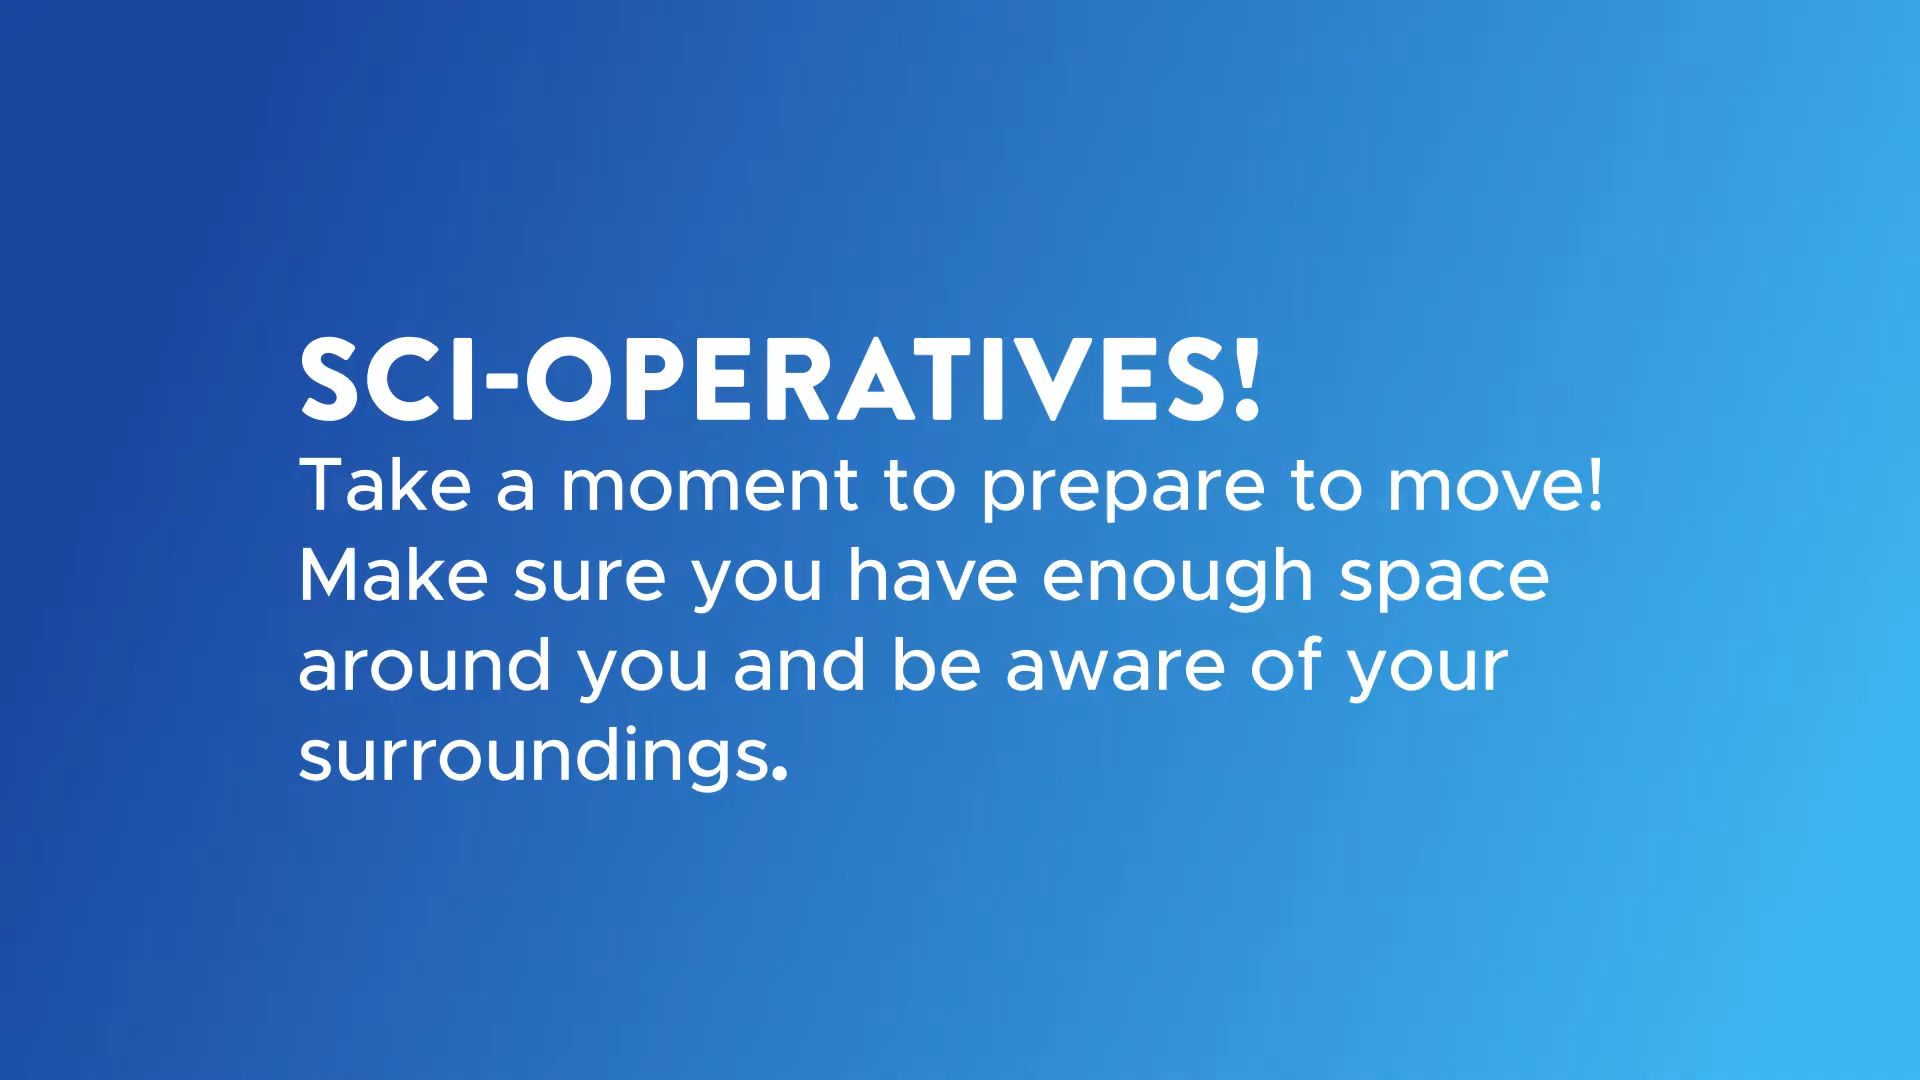 SCI-OPERATIVES!
Take a moment to prepare to move!
Make sure you have enough space
around you and be aware of your
surroundings.